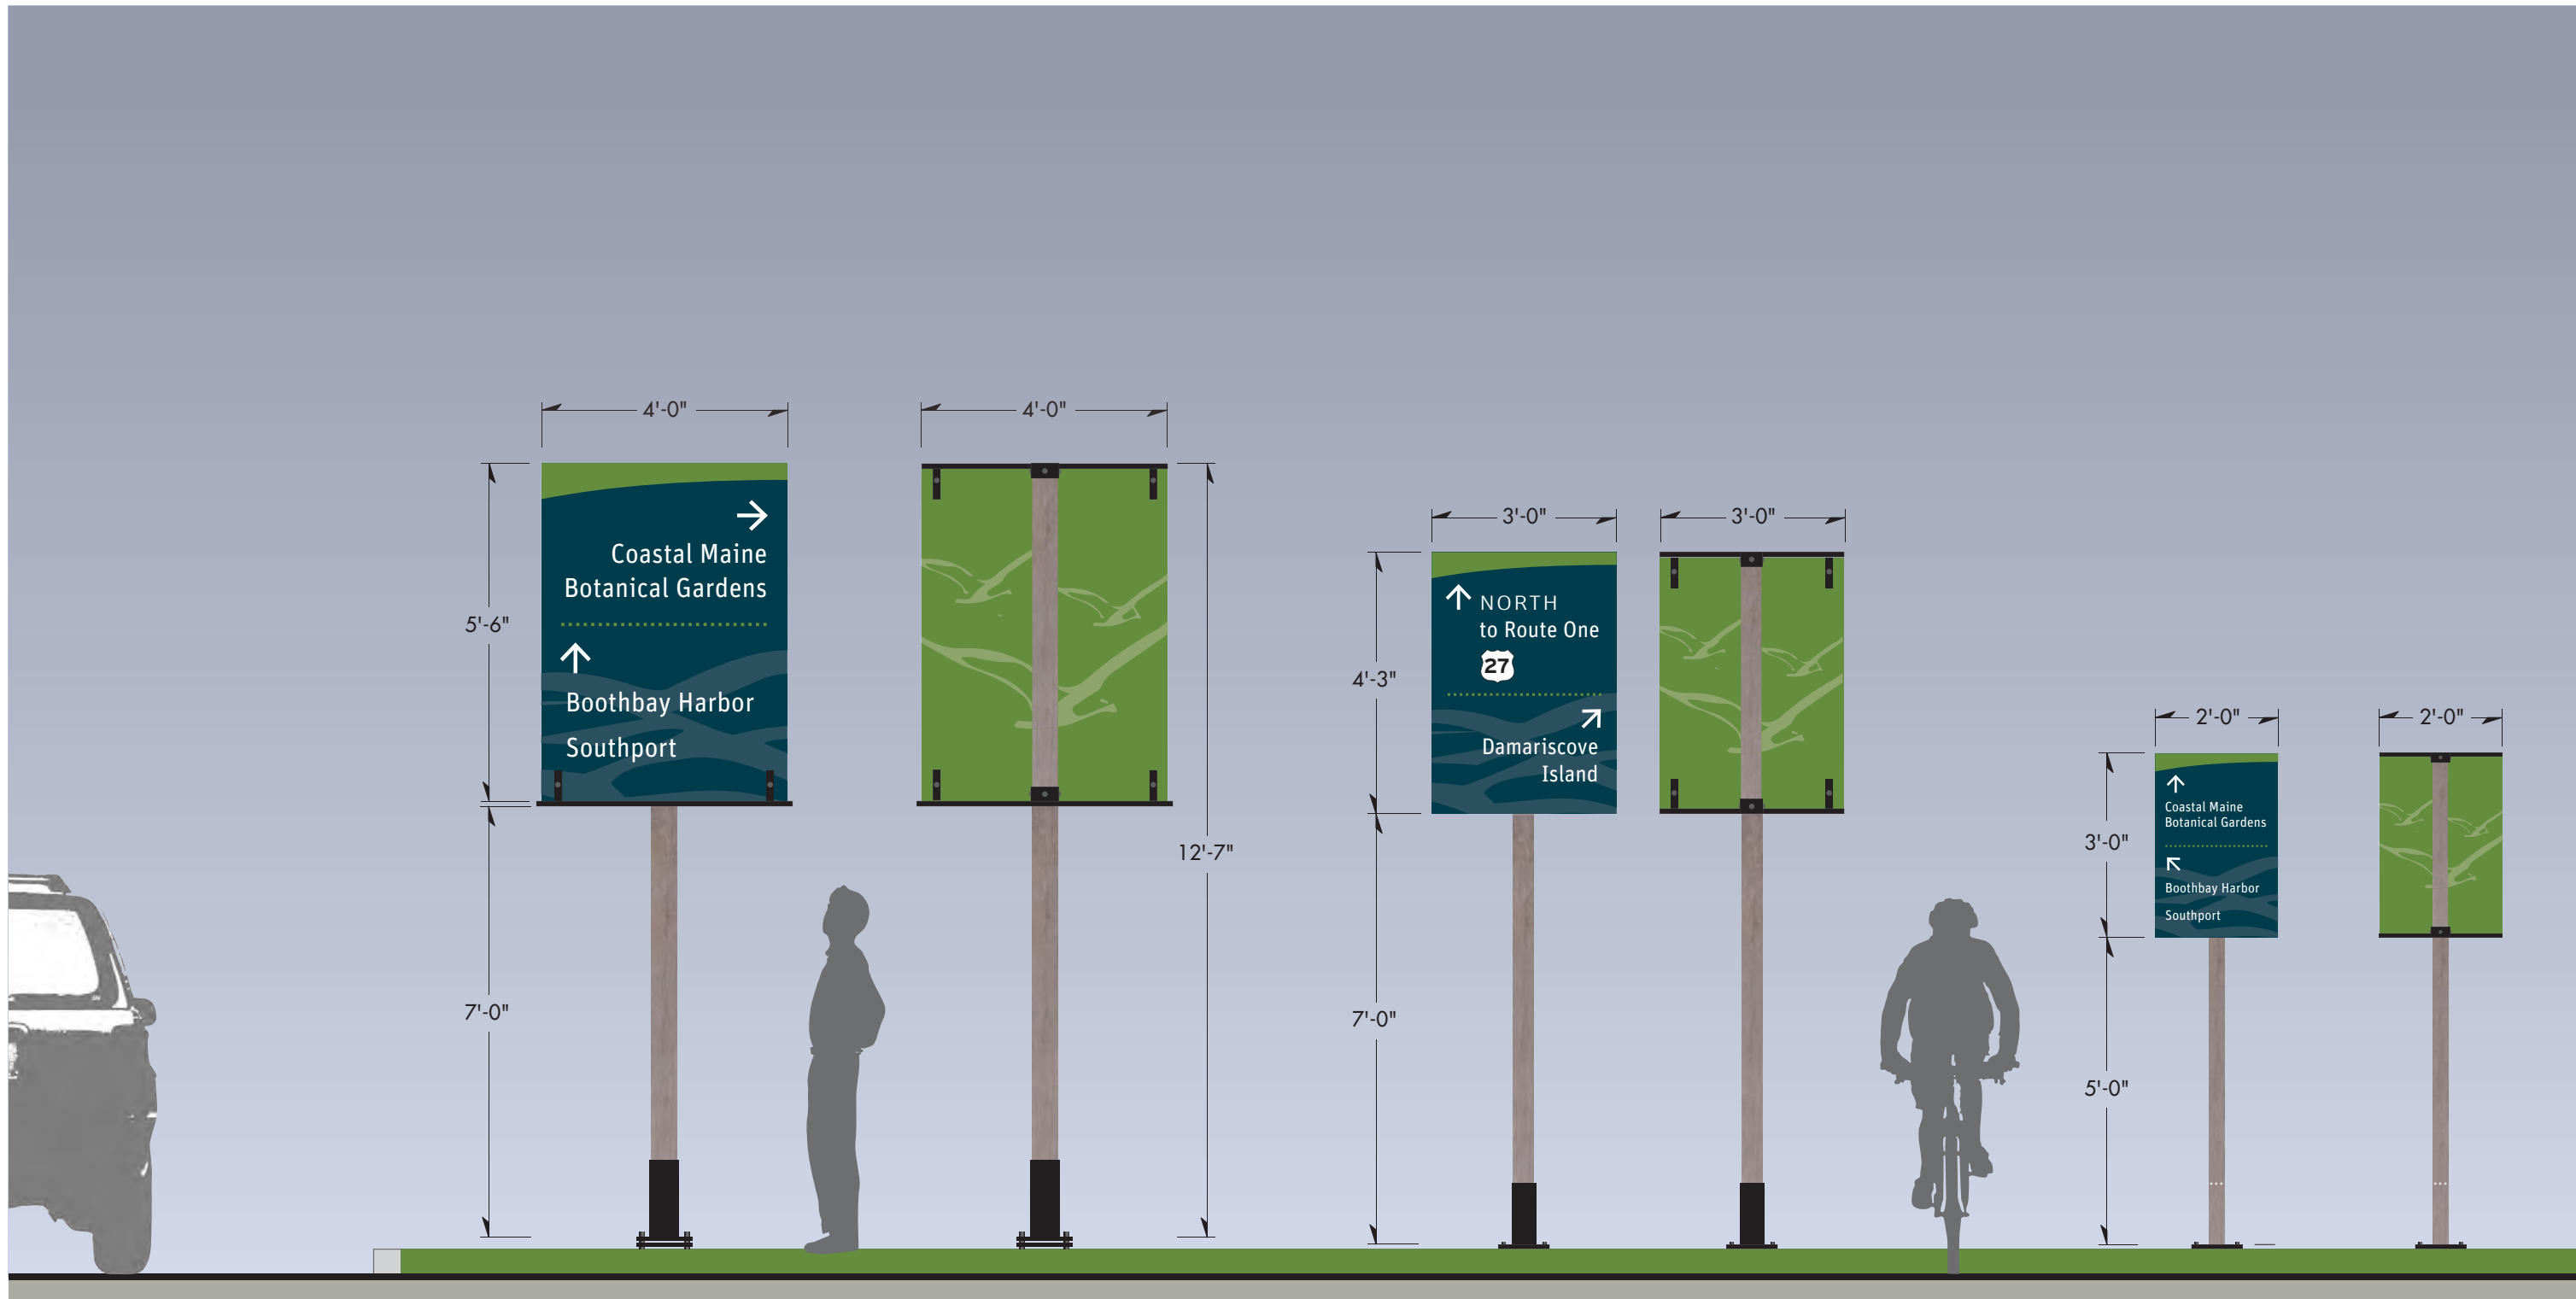 4'-0"
4'-0"
5'-6"
7'-0"
12'-7"
Coastal Maine
Botanical Gardens
Boothbay Harbor
Southport
3'-0"
3'-0"
4'-3"
7'-0"
NORTH
to Route One
27
Damariscove
Island
2'-0"
2'-0"
3'-0"
5'-0"
Coastal Maine
Botanical Gardens
Boothbay Harbor
Southport